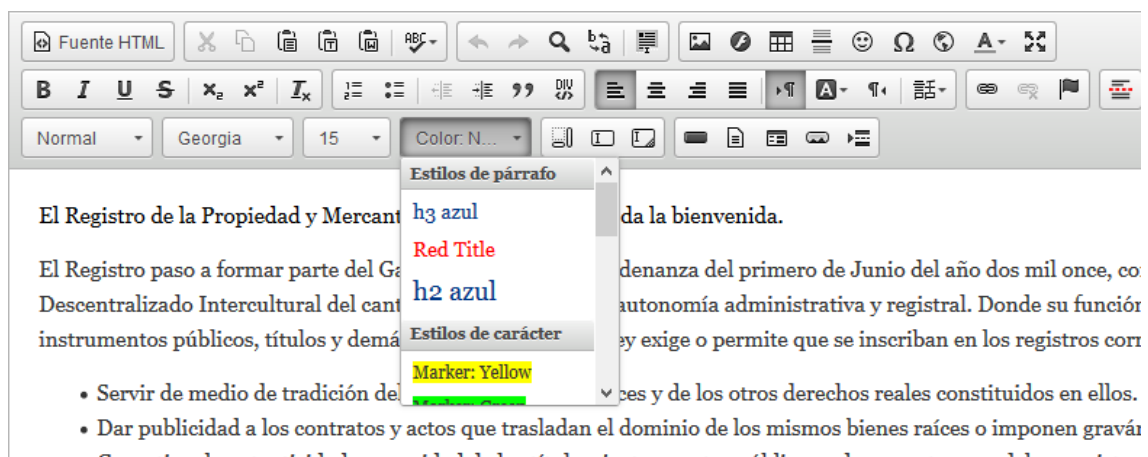 Fuente HTML
Normal Georgia 15 Color: N...
Estilos de párrafo
h3 azul
Red Title
h2 azul
Estilos de carácter
Marker: Yellow
Marker: Green
El Registro de la Propiedad y Mercant da la bienvenida.
El Registro paso a formar parte del Ga denanza del primero de Junio del año dos mil once, co
Descentralizado Intercultural del cant autonomía administrativa y registral. Donde su función
instrumentos públicos, títulos y demá ey exige o permite que se inscriban en los registros corr
• Servir de medio de tradición del ces y de los otros derechos reales constituidos en ellos.
• Dar publicidad a los contratos y actos que trasladan el dominio de los mismos bienes raíces o imponen gravám